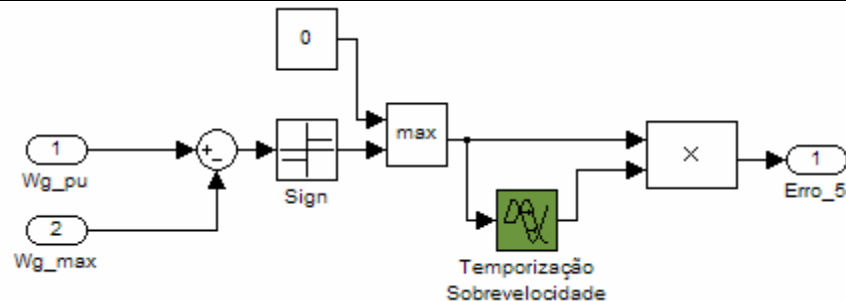 0
max
1
Wg_pu
+
-
Sign
×
1
Erro_5
2
Wg_max
Temporização
Sobrevelocidade